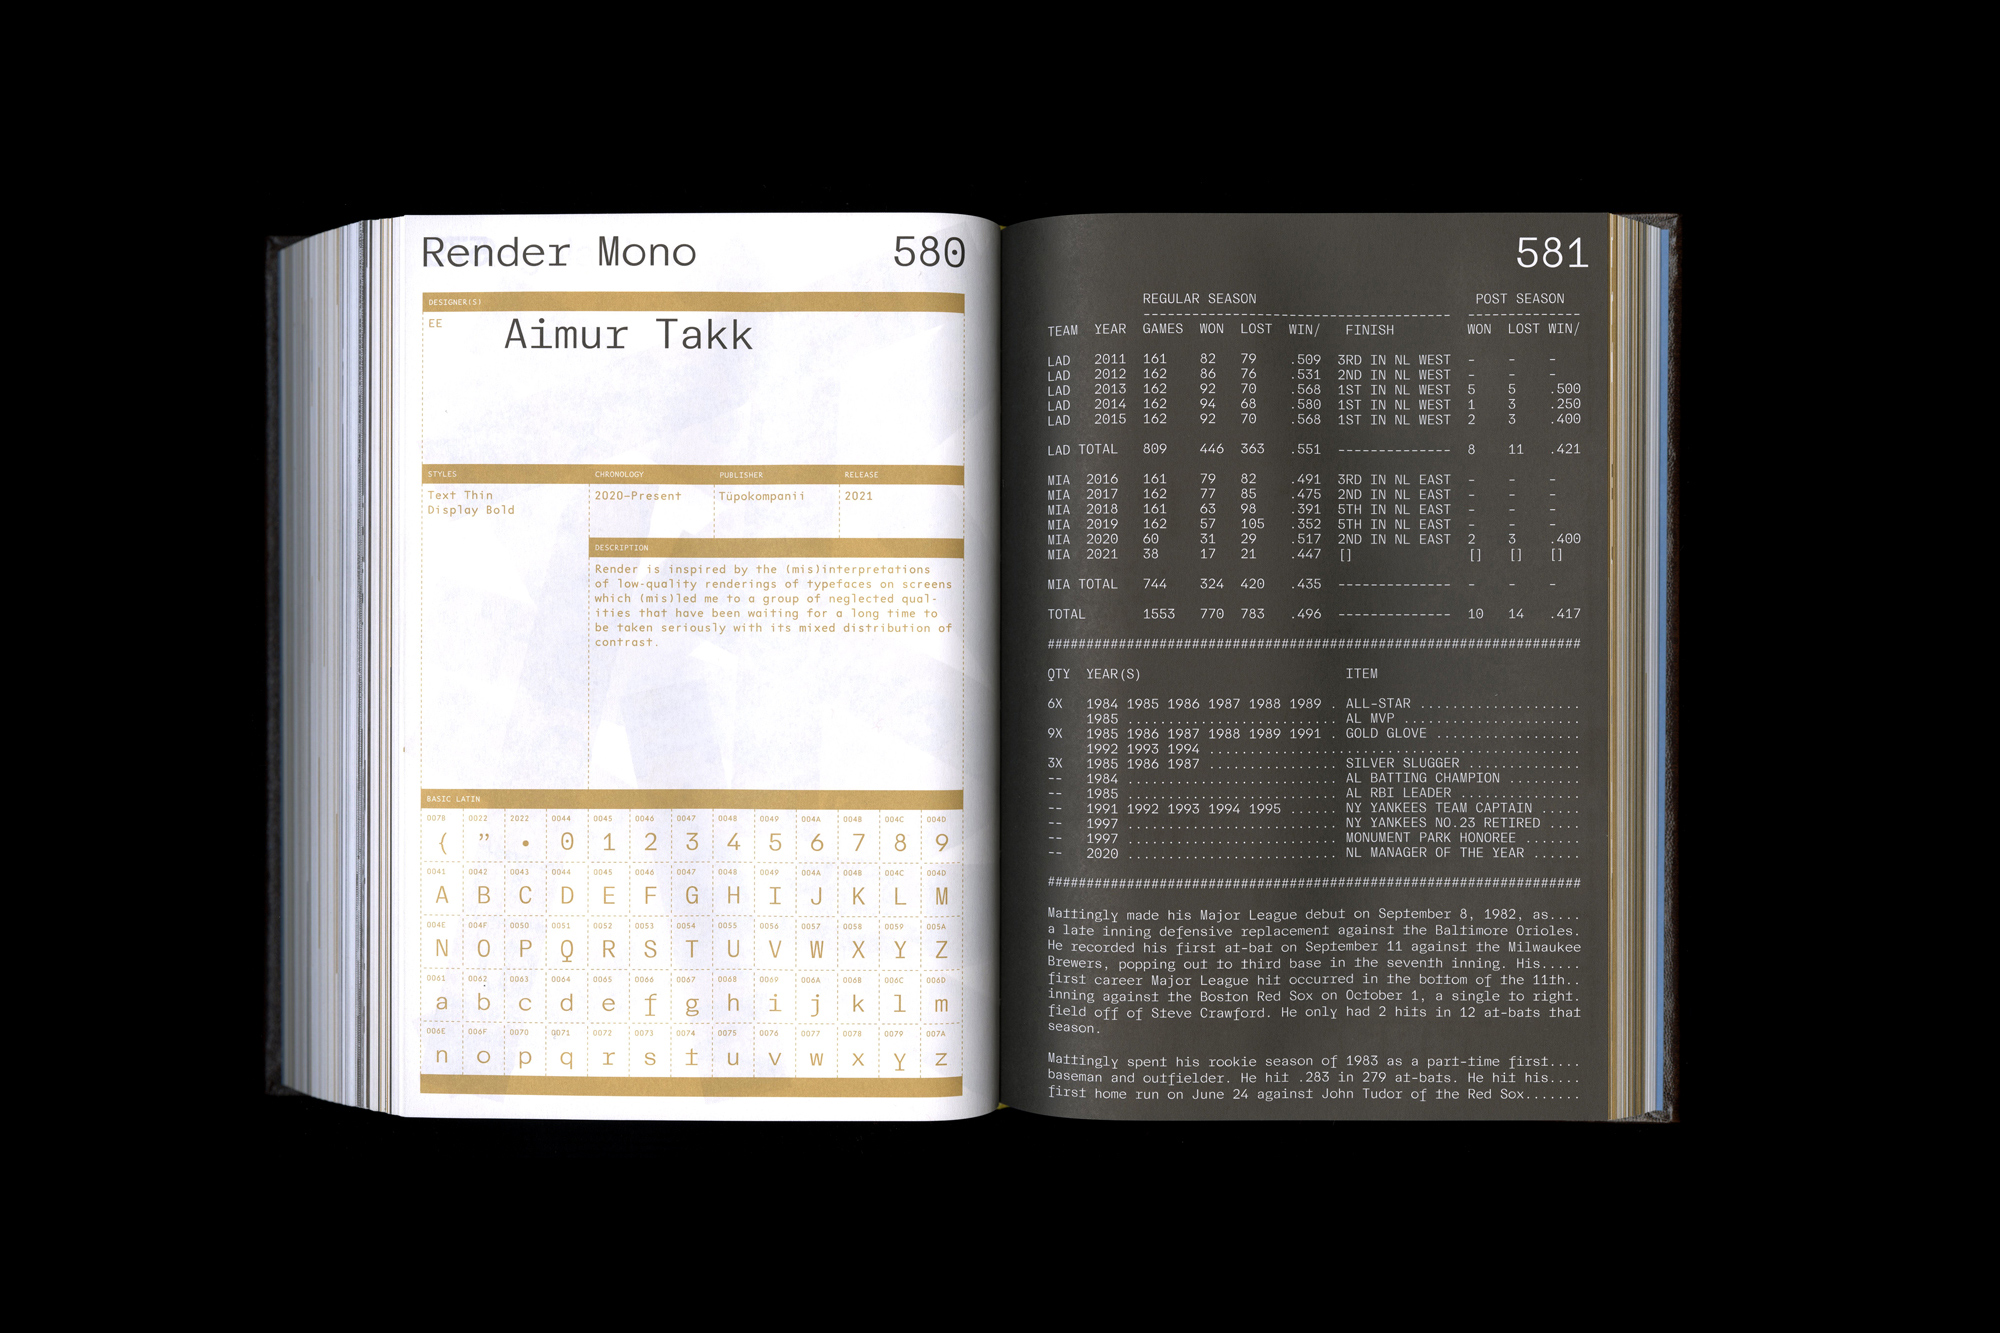 Render Mono 580
DESIGNER(S)
EE Aimur Takk
STYLES CHRONOLOGY PUBLISHER RELEASE
Text Thin 2020–Present Tüpokompanii 2021
Display Bold
DESCRIPTION
Render is inspired by the (mis)interpretations
of low-quality renderings of typefaces on screens
which (mis)led me to a group of neglected qual-
ities that have been waiting for a long time to
be taken seriously with its mixed distribution of
contrast.
BASIC LATIN
007B 0022 2022 0044 0045 0046 0047 0048 0049 004A 004B 004C 004D
{ ” • 0 1 2 3 4 5 6 7 8 9
0041 0042 0043 0044 0045 0046 0047 0048 0049 004A 004B 004C 004D
A B C D E F G H I J K L M
004E 004F 0050 0051 0052 0053 0054 0055 0056 0057 0058 0059 005A
N O P Q R S T U V W X Y Z
0061 0062 0063 0064 0065 0066 0067 0068 0069 006A 006B 006C 006D
a b c d e f g h i j k l m
006E 006F 0070 0071 0072 0073 0074 0075 0076 0077 0078 0079 007A
n o p q r s t u v w x y z
581
REGULAR SEASON POST SEASON
-------------------------------------- --------------
TEAM YEAR GAMES WON LOST WIN/ FINISH WON LOST WIN/
LAD 2011 161 82 79 .509 3RD IN NL WEST – – –
LAD 2012 162 86 76 .531 2ND IN NL WEST – – –
LAD 2013 162 92 70 .568 1ST IN NL WEST 5 5 .500
LAD 2014 162 94 68 .580 1ST IN NL WEST 1 3 .250
LAD 2015 162 92 70 .568 1ST IN NL WEST 2 3 .400
LAD TOTAL 809 446 363 .551 -------------- 8 11 .421
MIA 2016 161 79 82 .491 3RD IN NL EAST – – –
MIA 2017 162 77 85 .475 2ND IN NL EAST – – –
MIA 2018 161 63 98 .391 5TH IN NL EAST – – –
MIA 2019 162 57 105 .352 5TH IN NL EAST – – –
MIA 2020 60 31 29 .517 2ND IN NL EAST 2 3 .400
MIA 2021 38 17 21 .447 [] [] [] []
MIA TOTAL 744 324 420 .435 -------------- – – –
TOTAL 1553 770 783 .496 -------------- 10 14 .417
##################################################################
QTY YEAR(S) ITEM
6X 1984 1985 1986 1987 1988 1989 . ALL-STAR ....................
1985 .......................... AL MVP ......................
9X 1985 1986 1987 1988 1989 1991 . GOLD GLOVE ..................
1992 1993 1994 ..............................................
3X 1985 1986 1987 ................ SILVER SLUGGER ..............
-- 1984 .......................... AL BATTING CHAMPION .........
-- 1985 .......................... AL RBI LEADER ...............
-- 1991 1992 1993 1994 1995 ...... NY YANKEES TEAM CAPTAIN .....
-- 1997 .......................... NY YANKEES NO.23 RETIRED ....
-- 1997 .......................... MONUMENT PARK HONOREE .......
-- 2020 .......................... NL MANAGER OF THE YEAR ......
##################################################################
Mattingly made his Major League debut on September 8, 1982, as....
a late inning defensive replacement against the Baltimore Orioles.
He recorded his first at-bat on September 11 against the Milwaukee
Brewers, popping out to third base in the seventh inning. His.....
first career Major League hit occurred in the bottom of the 11th..
inning against the Boston Red Sox on October 1, a single to right.
field off of Steve Crawford. He only had 2 hits in 12 at-bats that
season.
Mattingly spent his rookie season of 1983 as a part-time first....
baseman and outfielder. He hit .283 in 279 at-bats. He hit his....
first home run on June 24 against John Tudor of the Red Sox.......